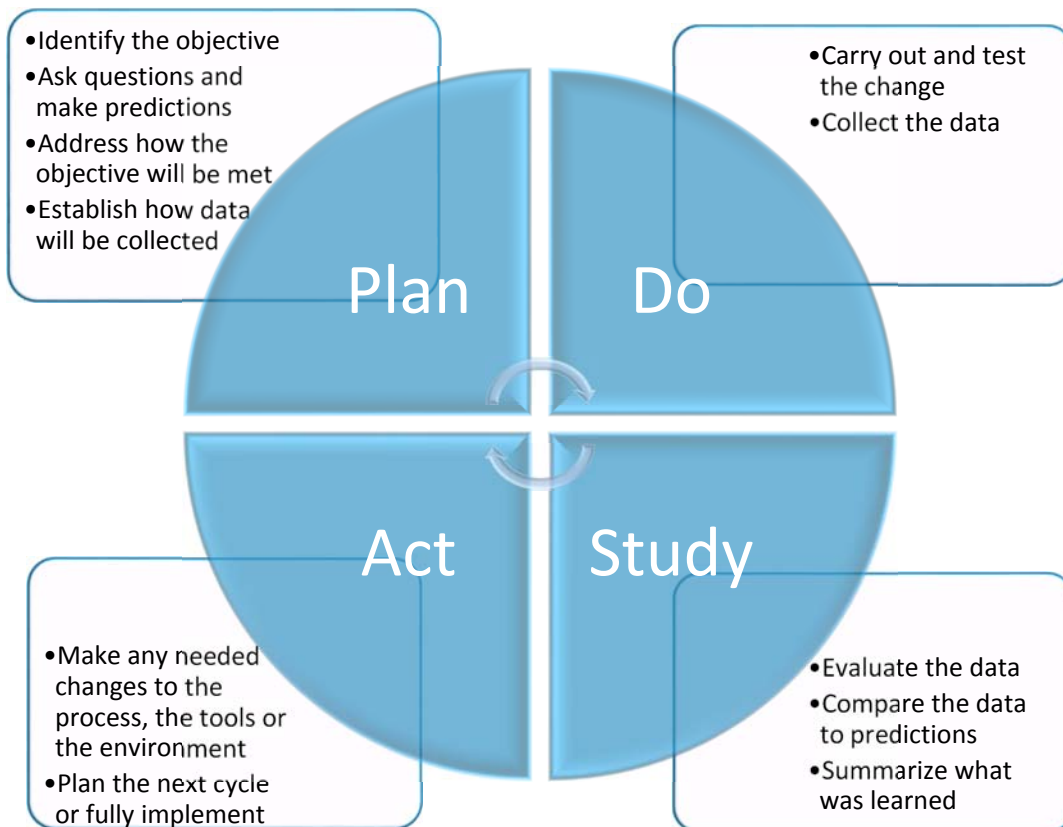 •Identify the objective
•Ask questions and
make predictions
•Address how the
objective will be met
•Establish how data
will be collected
•Carry out and test
the change
•Collect the data
Plan
Do
Act
Study
•Make any needed
changes to the
process, the tools or
the environment
•Plan the next cycle
or fully implement
•Evaluate the data
•Compare the data
to predictions
•Summarize what
was learned